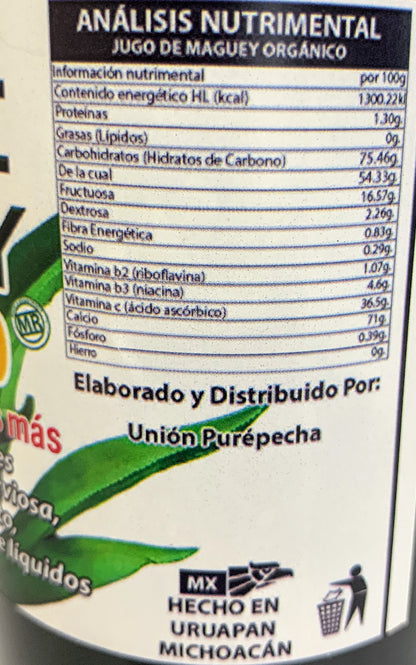 ANÁLISIS NUTRIMENTAL
JUGO DE MAGUEY ORGÁNICO
Información nutrimental por 100g
Contenido energético HL (kcal) 1300.22k
Proteinas 1.30g
Grasas (Lípidos) 0g
Carbohidratos (Hidratos de Carbono) 75.46g
De la cual 54.33g
Fructuosa 16.57g
Dextrosa 2.26g
Fibra Energética 0.83g
Sodio 0.29g
Vitamina b2 (riboflavina) 1.07g
Vitamina b3 (niacina) 4.6g
Vitamina c (ácido ascórbico) 36.5g
Calcio 71g
Fósforo 0.39g
Hierro 0g
MR
Elaborado y Distribuido Por:
Unión Purépecha
más
líquidos
MX
HECHO EN
URUAPAN
MICHOACÁN